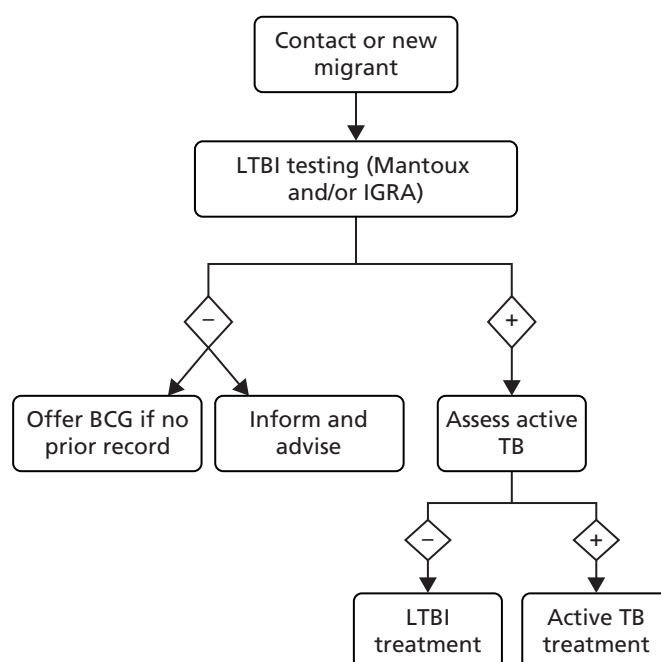 Contact or new
migrant
LTBI testing (Mantoux
and/or IGRA)
−
+
Offer BCG if no
prior record
Inform and
advise
Assess active
TB
−
+
LTBI
treatment
Active TB
treatment